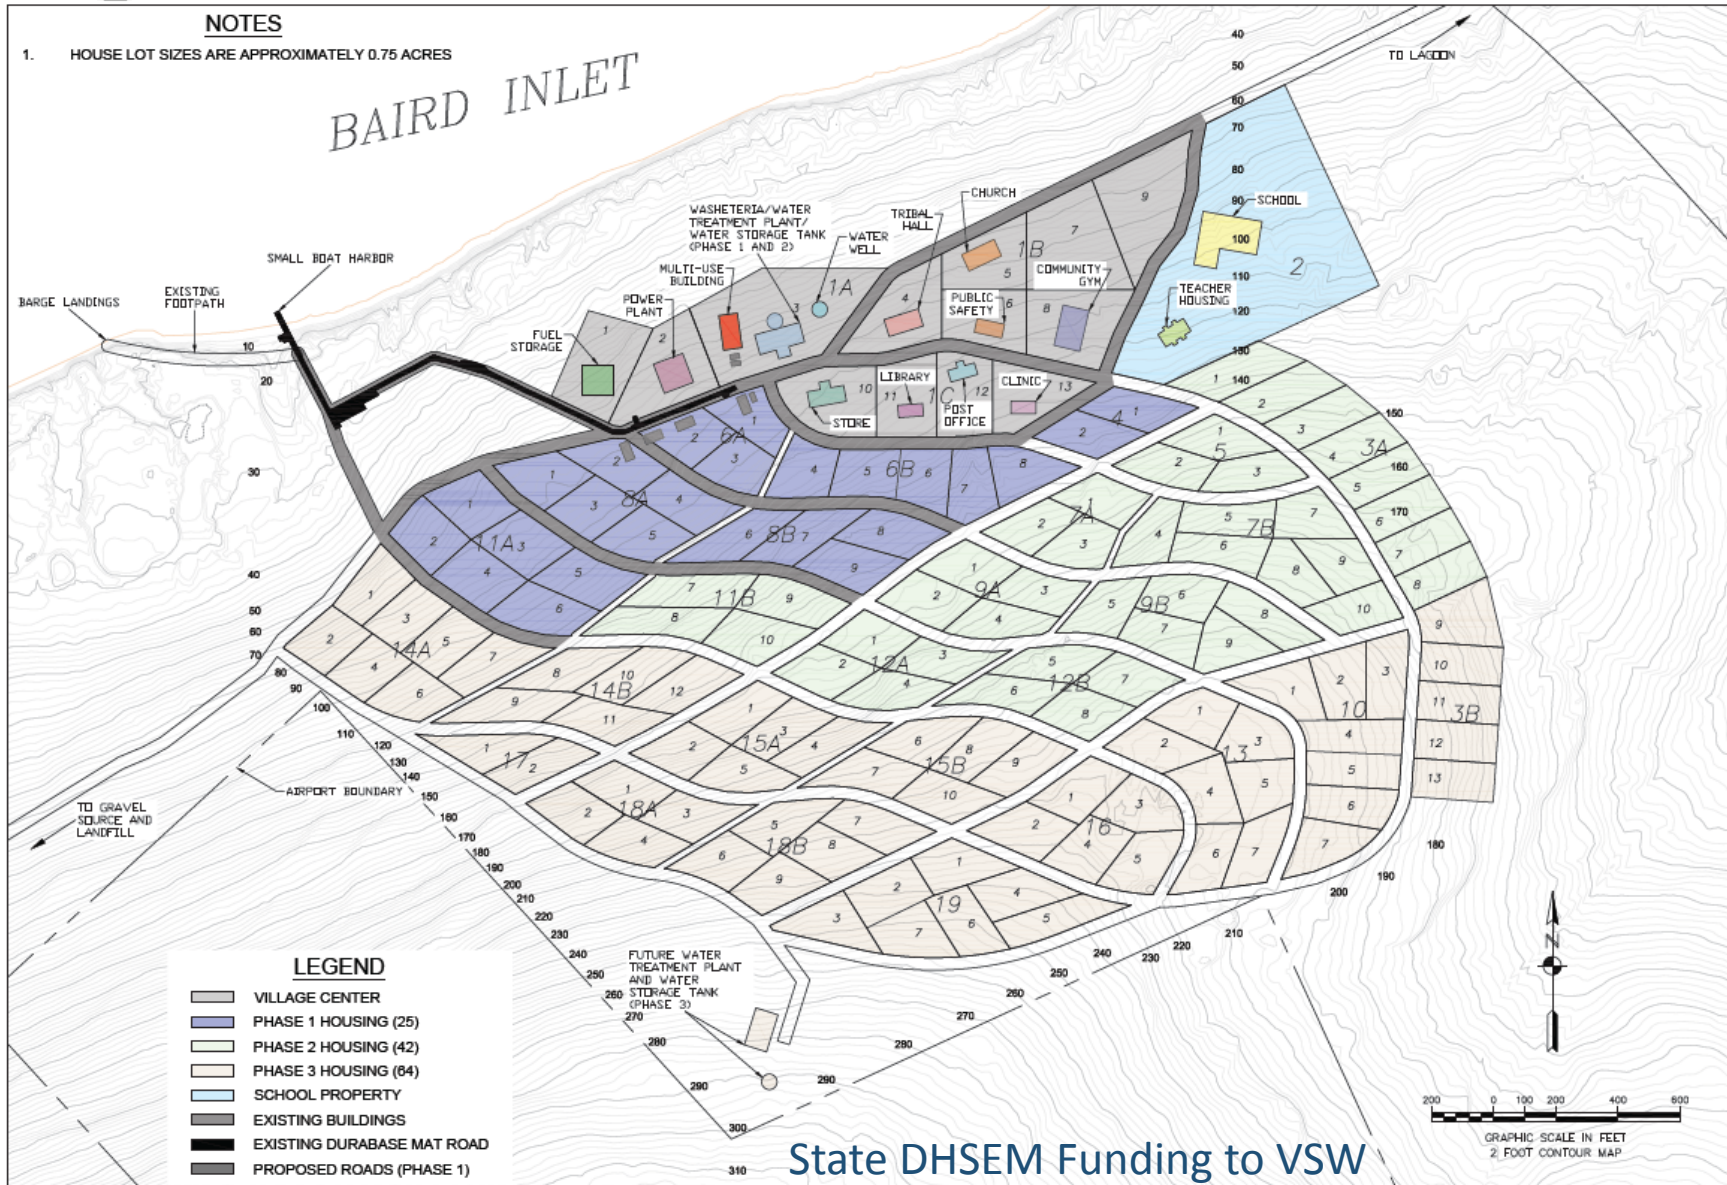 NOTES
1. HOUSE LOT SIZES ARE APPROXIMATELY 0.75 ACRES
BAIRD INLET
TO LAGOON
SMALL BOAT HARBOR
BARGE LANDINGS
EXISTING
FOOTPATH
FUEL
STORAGE
POWER
PLANT
MULTI-USE
BUILDING
WASHETERIA/WATER
TREATMENT PLANT/
WATER STORAGE TANK
(PHASE 1 AND 2)
WATER
WELL
TRIBAL
HALL
CHURCH
PUBLIC
SAFETY
COMMUNITY
GYM
SCHOOL
TEACHER
HOUSING
STORE
LIBRARY
POST
OFFICE
CLINIC
1A
1B
1C
2
3A
3B
4
5
6A
6B
7A
7B
8A
8B
9A
9B
10
11A
11B
12A
12B
13
14A
14B
15A
15B
16
17
18A
18B
19
AIRPORT BOUNDARY
TO GRAVEL
SOURCE AND
LANDFILL
FUTURE WATER
TREATMENT PLANT
AND WATER
STORAGE TANK
(PHASE 3)
LEGEND
VILLAGE CENTER
PHASE 1 HOUSING (25)
PHASE 2 HOUSING (42)
PHASE 3 HOUSING (64)
SCHOOL PROPERTY
EXISTING BUILDINGS
EXISTING DURABASE MAT ROAD
PROPOSED ROADS (PHASE 1)
N
200 0 100 200 400 600
GRAPHIC SCALE IN FEET
2 FOOT CONTOUR MAP
State DHSEM Funding to VSW